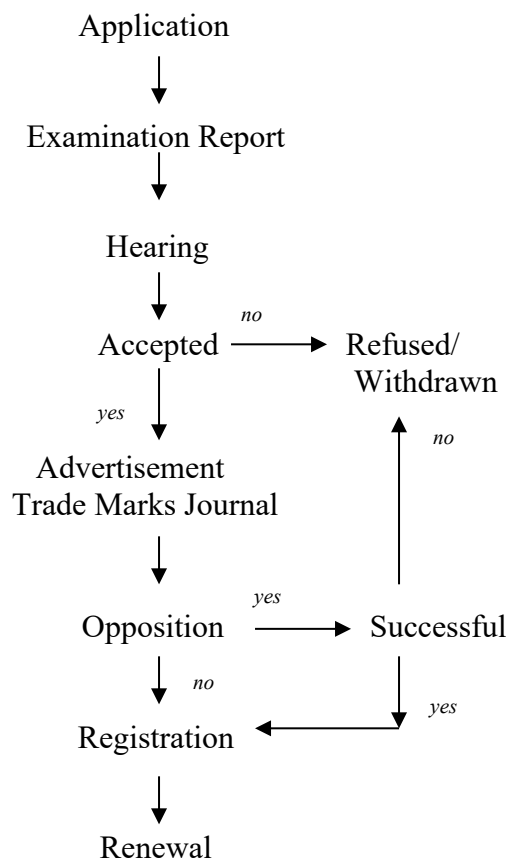 Application
Examination Report
Hearing
no
Accepted
Refused/
Withdrawn
yes
no
Advertisement
Trade Marks Journal
yes
Opposition
Successful
no
yes
Registration
Renewal